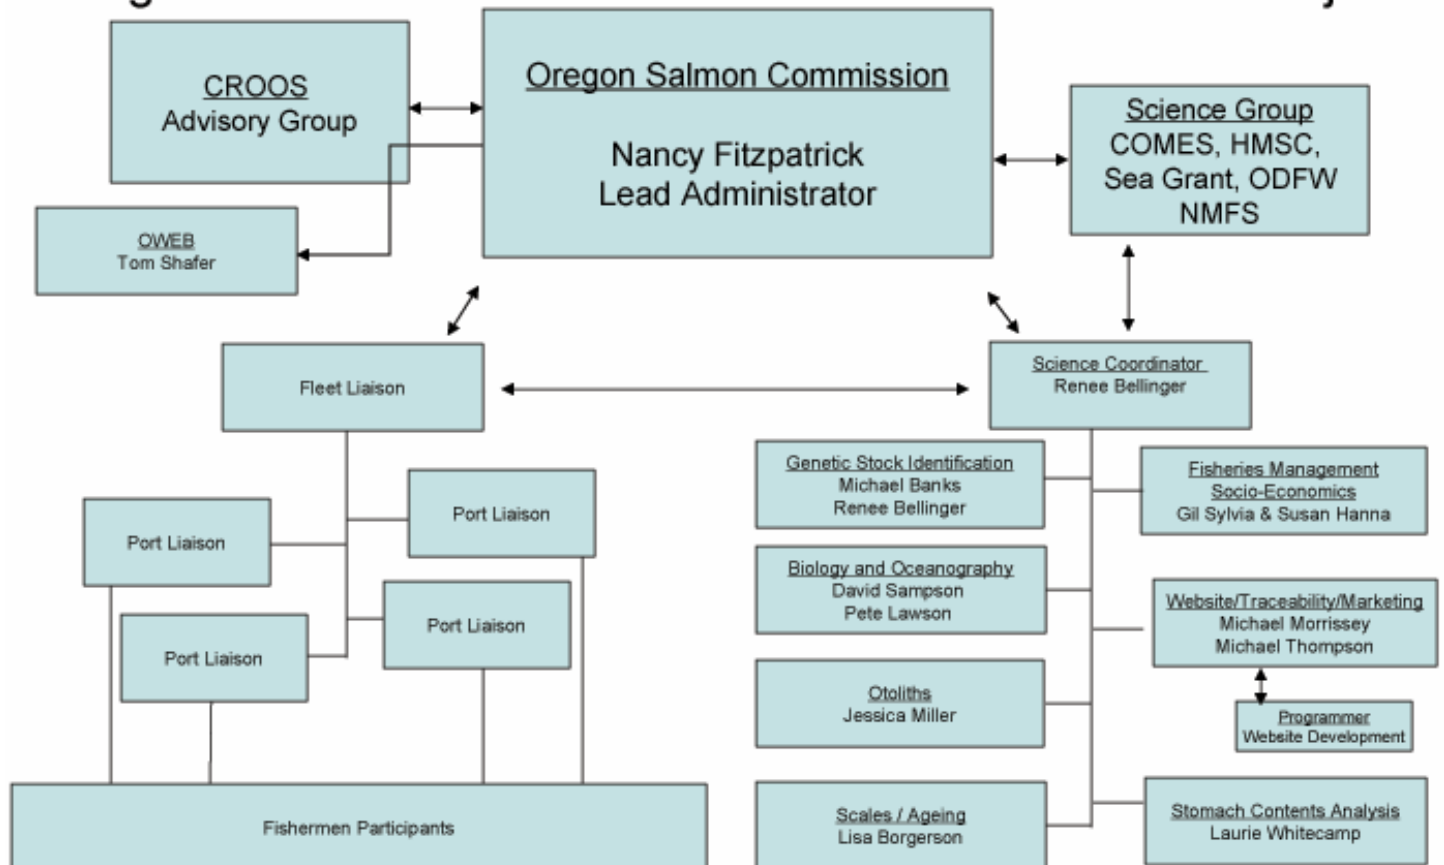 CROOS
Advisory Group
Oregon Salmon Commission
Nancy Fitzpatrick
Lead Administrator
Science Group
COMES, HMSC,
Sea Grant, ODFW
NMFS
OWEB
Tom Shafer
Fleet Liaison
Science Coordinator
Renee Bellinger
Port Liaison
Port Liaison
Port Liaison
Port Liaison
Fishermen Participants
Genetic Stock Identification
Michael Banks
Renee Bellinger
Fisheries Management
Socio-Economics
Gil Sylvia & Susan Hanna
Biology and Oceanography
David Sampson
Pete Lawson
Website/Traceability/Marketing
Michael Morrissey
Michael Thompson
Otoliths
Jessica Miller
Programmer
Website Development
Scales / Ageing
Lisa Borgerson
Stomach Contents Analysis
Laurie Whitecamp